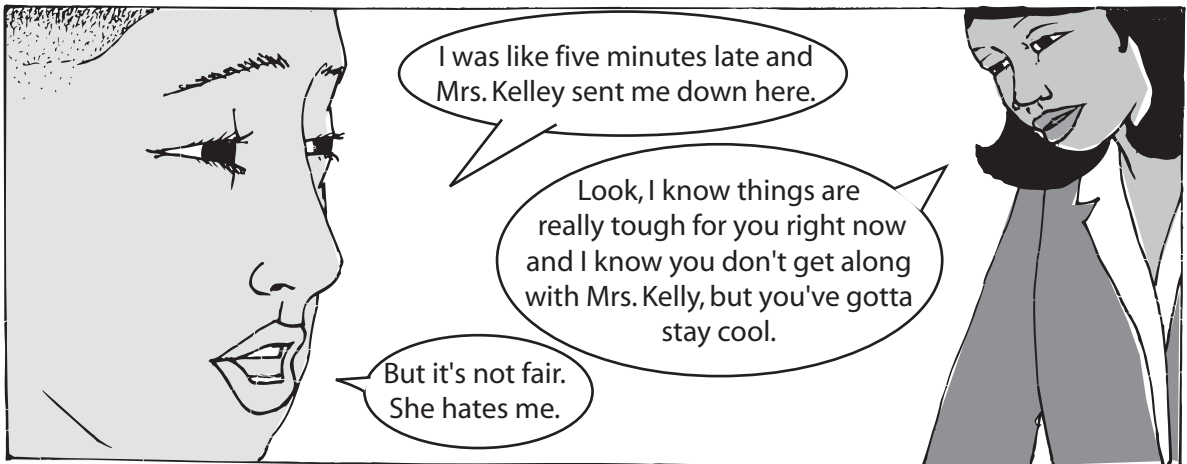 I was like five minutes late and
Mrs. Kelley sent me down here.
Look, I know things are
really tough for you right now
and I know you don't get along
with Mrs. Kelly, but you've gotta
stay cool.
But it's not fair.
She hates me.